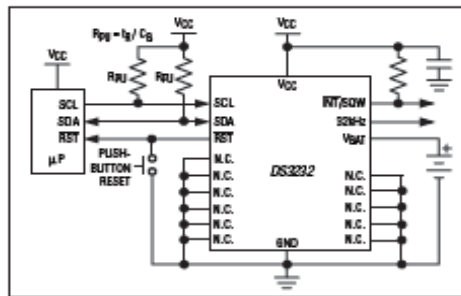 VCC
RPU = tR / CB
VCC
VCC
RPU
RPU
VCC
SCL
SCL
INT/SQW
SDA
SDA
32kHz
RST
RST
VBAT
µP
PUSH-
BUTTON
RESET
DS3232
N.C.
N.C.
N.C.
N.C.
N.C.
N.C.
N.C.
N.C.
N.C.
N.C.
GND